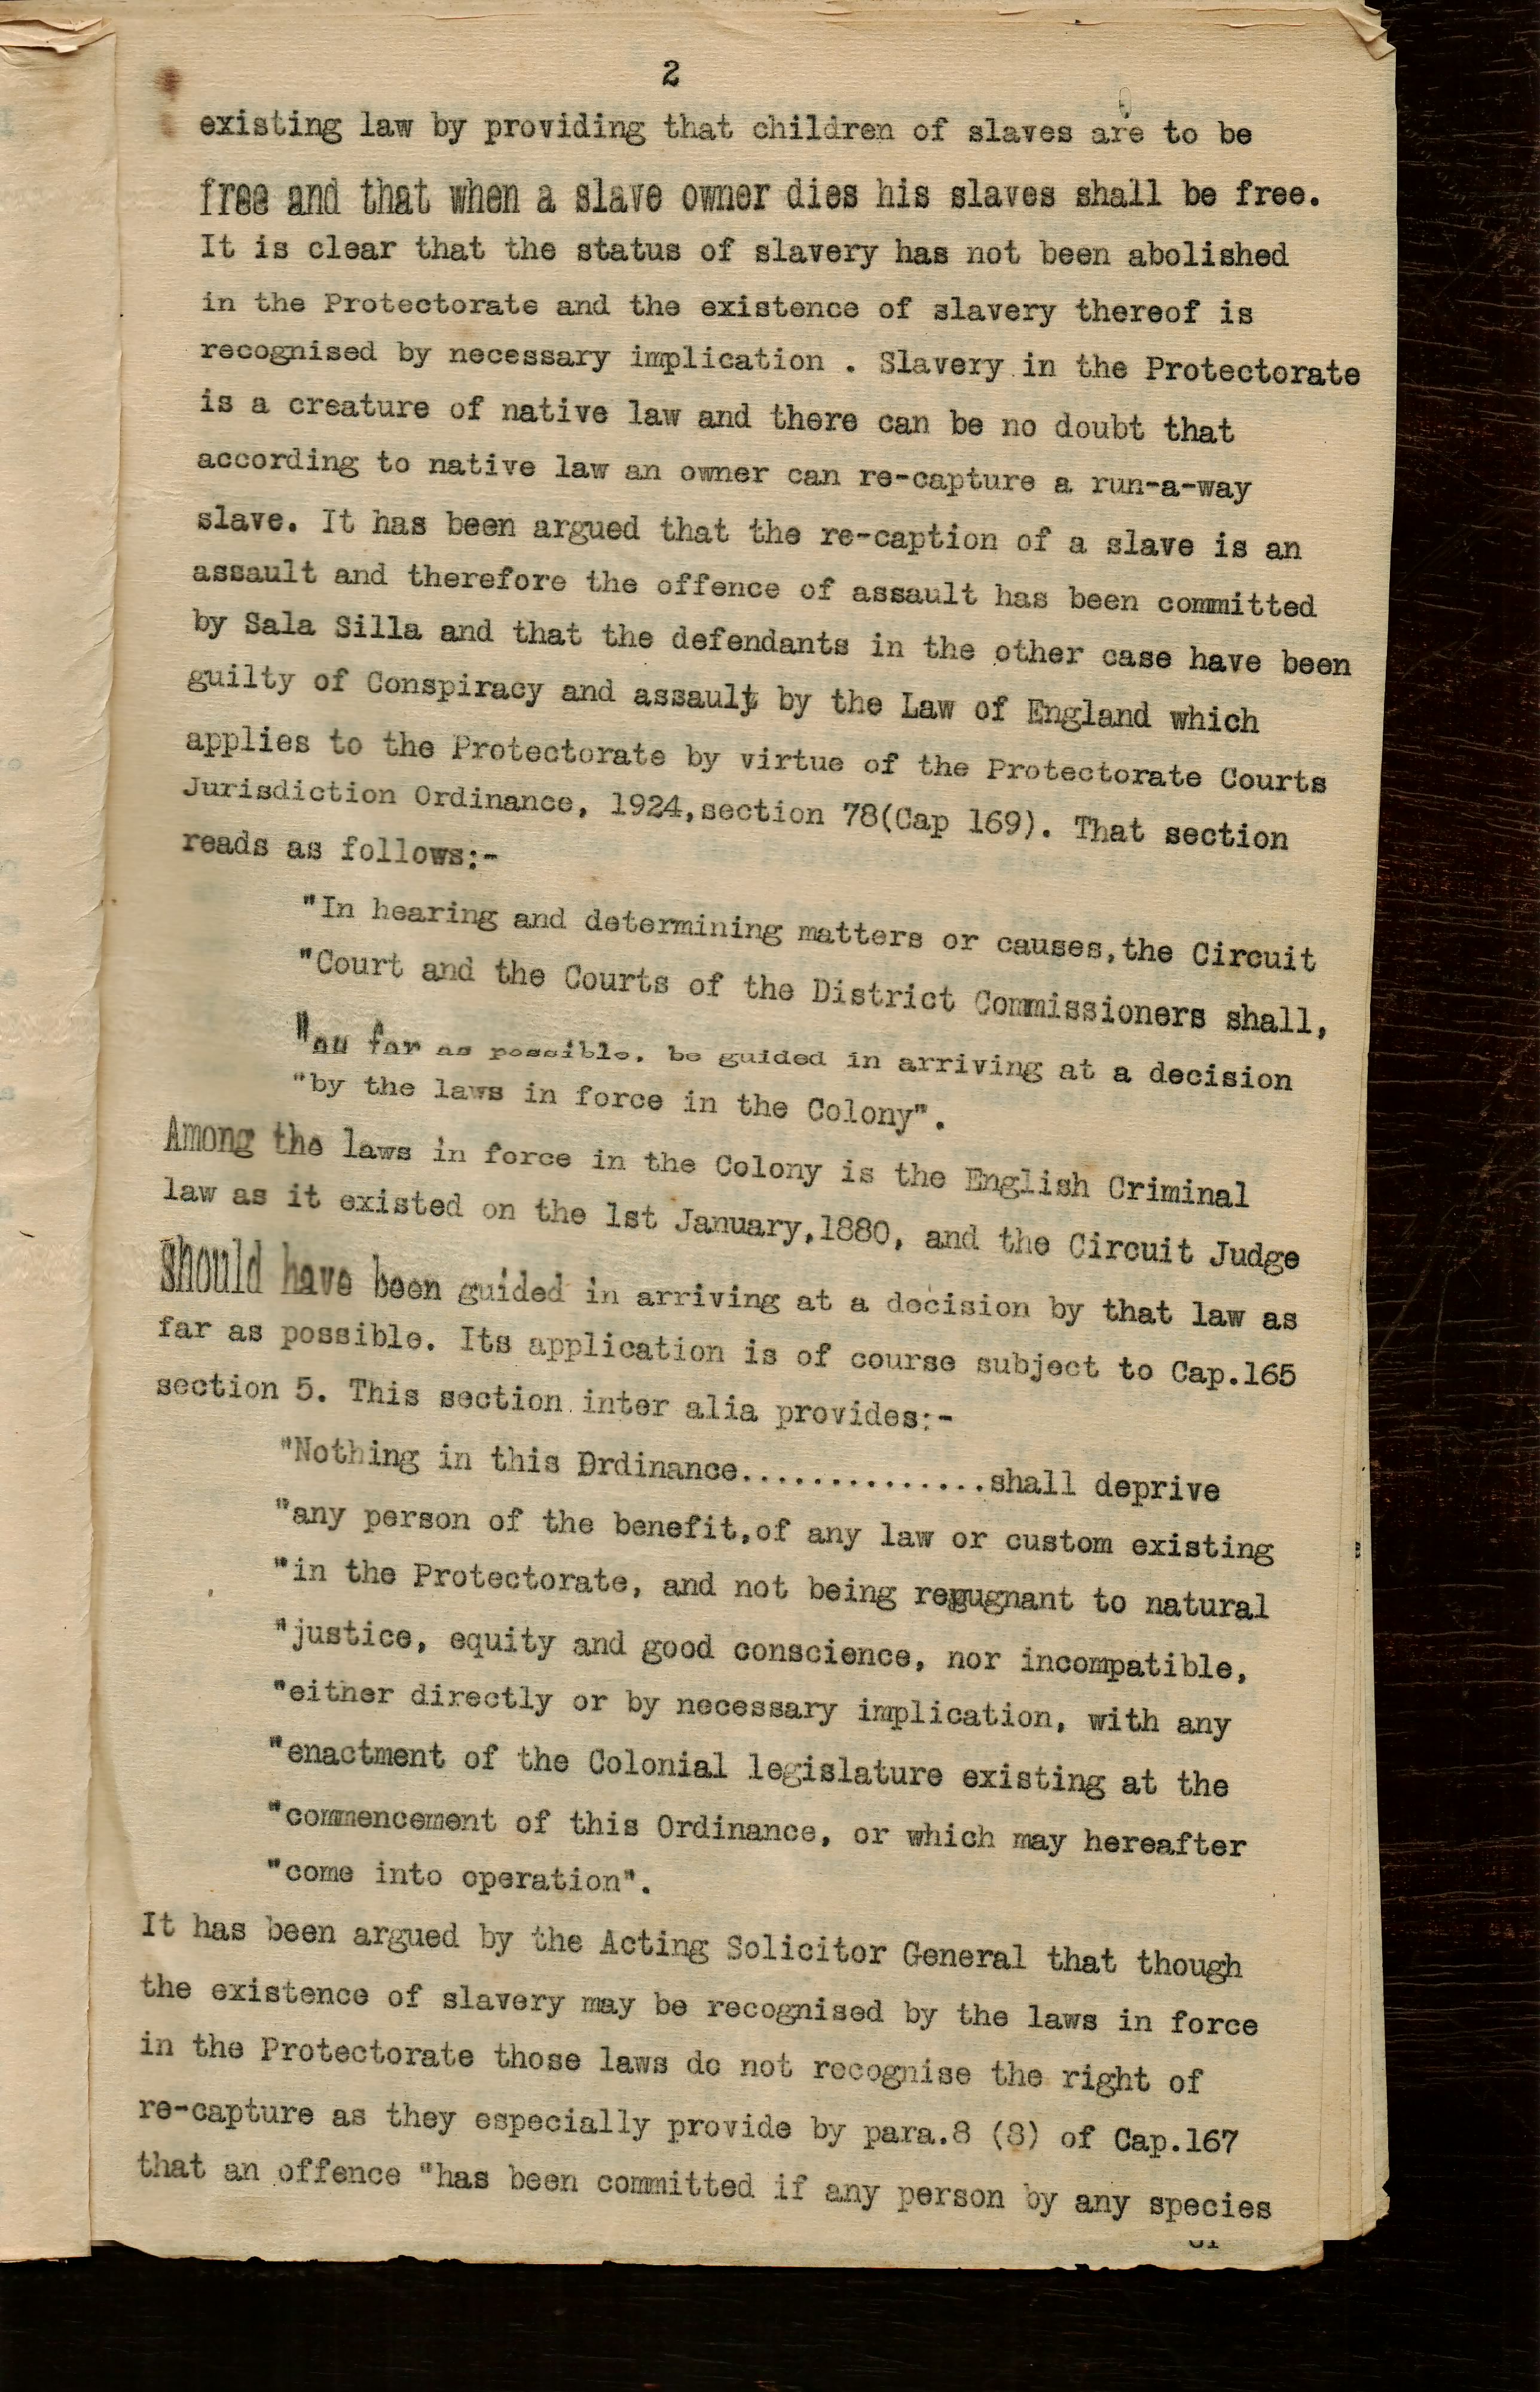 2
existing law by providing that children of slaves are to be
free and that when a slave owner dies his slaves shall be free.
It is clear that the status of slavery has not been abolished
in the Protectorate and the existence of slavery thereof is
recognised by necessary implication . Slavery in the Protectorate
is a creature of native law and there can be no doubt that
according to native law an owner can re-capture a run-a-way
slave. It has been argued that the re-caption of a slave is an
assault and therefore the offence of assault has been committed
by Sala Silla and that the defendants in the other case have been
guilty of Conspiracy and assault by the Law of England which
applies to the Protectorate by virtue of the Protectorate Courts
Jurisdiction Ordinance, 1924,section 78(Cap 169). That section
reads as follows:-
"In hearing and determining matters or causes,the Circuit
"Court and the Courts of the District Commissioners shall,
"as far as possible, be guided in arriving at a decision
"by the laws in force in the Colony".
Among the laws in force in the Colony is the English Criminal
law as it existed on the 1st January,1880, and the Circuit Judge
should have been guided in arriving at a decision by that law as
far as possible. Its application is of course subject to Cap.165
section 5. This section inter alia provides:-
"Nothing in this Ordinance...............shall deprive
"any person of the benefit,of any law or custom existing
"in the Protectorate, and not being repugnant to natural
"justice, equity and good conscience, nor incompatible,
"either directly or by necessary implication, with any
"enactment of the Colonial legislature existing at the
"commencement of this Ordinance, or which may hereafter
"come into operation".
It has been argued by the Acting Solicitor General that though
the existence of slavery may be recognised by the laws in force
in the Protectorate those laws do not recognise the right of
re-capture as they especially provide by para.8 (8) of Cap.167
that an offence "has been committed if any person by any species